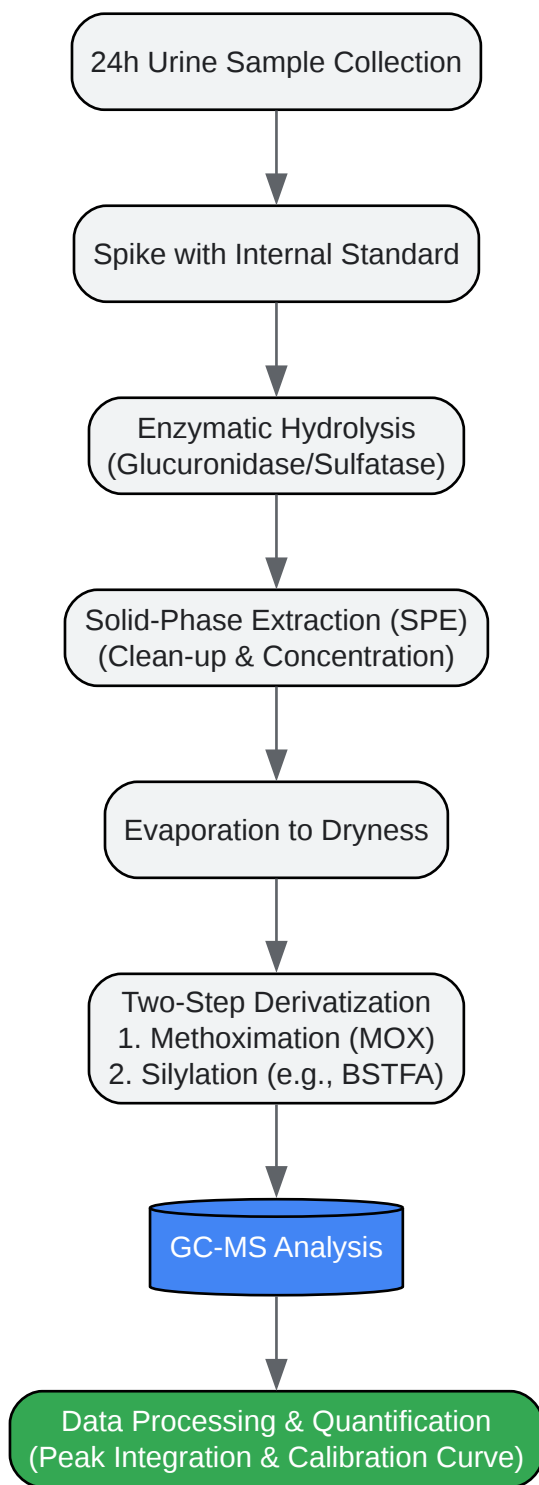 24h Urine Sample Collection
Spike with Internal Standard
Enzymatic Hydrolysis
(Glucuronidase/Sulfatase)
Solid-Phase Extraction (SPE)
(Clean-up & Concentration)
Evaporation to Dryness
Two-Step Derivatization
1. Methoximation (MOX)
2. Silylation (e.g., BSTFA)
GC-MS Analysis
Data Processing & Quantification
(Peak Integration & Calibration Curve)